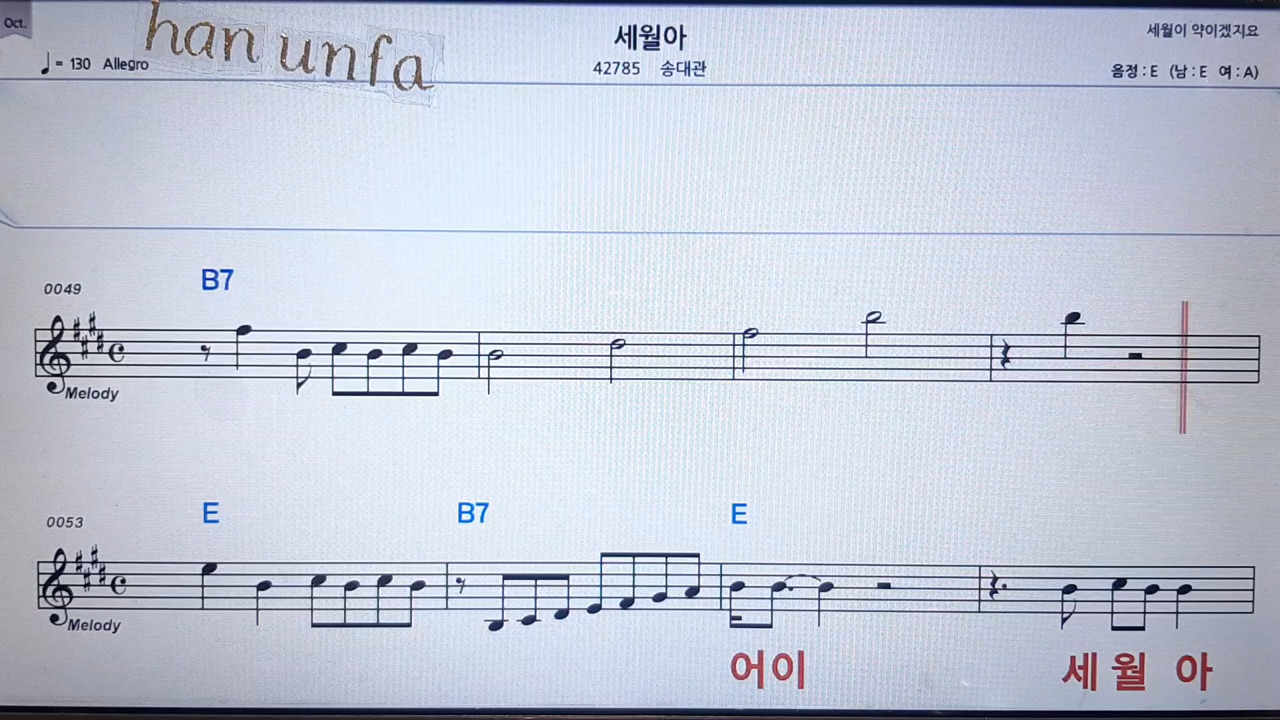 Oct.
han unfa
세월아
세월이 약이겠지요
♩= 130 Allegro
42785 송대관
음정 : E (남 : E 여 : A)
B7
0049
Melody
E B7 E
0053
Melody
어이 세 월 아